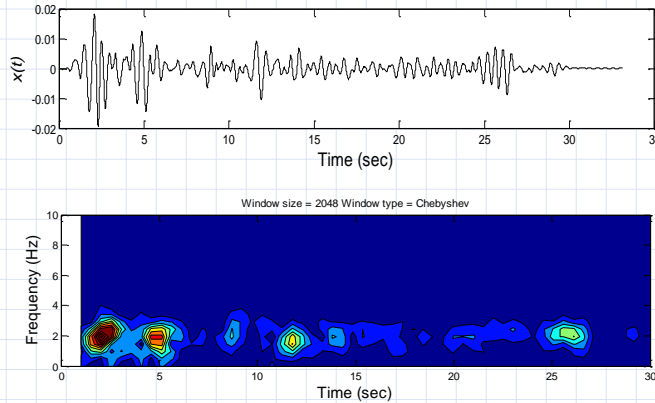 0.02
0.01
0
-0.01
-0.02
x(t)
0 5 10 15 20 25 30 35
Time (sec)
Window size = 2048 Window type = Chebyshev
10
8
6
4
2
0
Frequency (Hz)
0 5 10 15 20 25 30
Time (sec)